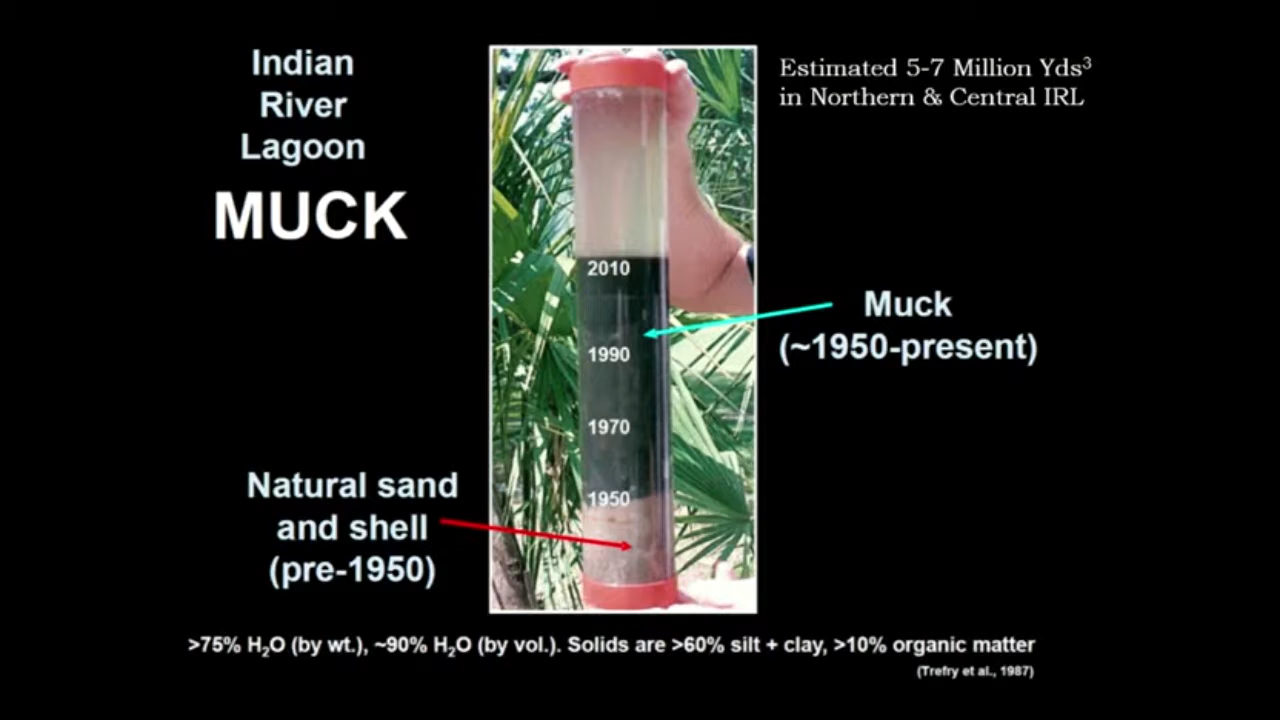 Indian
River
Lagoon
MUCK
Estimated 5-7 Million Yds³
in Northern & Central IRL
2010
1990
1970
1950
Muck
(~1950-present)
Natural sand
and shell
(pre-1950)
>75% H₂O (by wt.), ~90% H₂O (by vol.). Solids are >60% silt + clay, >10% organic matter
(Trefry et al., 1987)